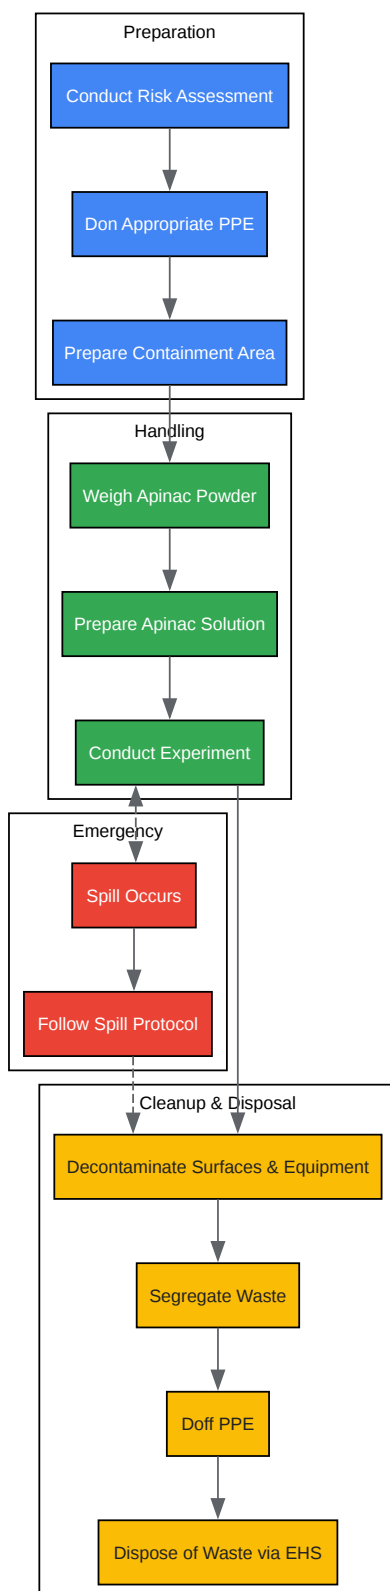 Preparation
Conduct Risk Assessment
Don Appropriate PPE
Prepare Containment Area
Handling
Weigh Apinac Powder
Prepare Apinac Solution
Conduct Experiment
Emergency
Spill Occurs
Follow Spill Protocol
Cleanup & Disposal
Decontaminate Surfaces & Equipment
Segregate Waste
Doff PPE
Dispose of Waste via EHS